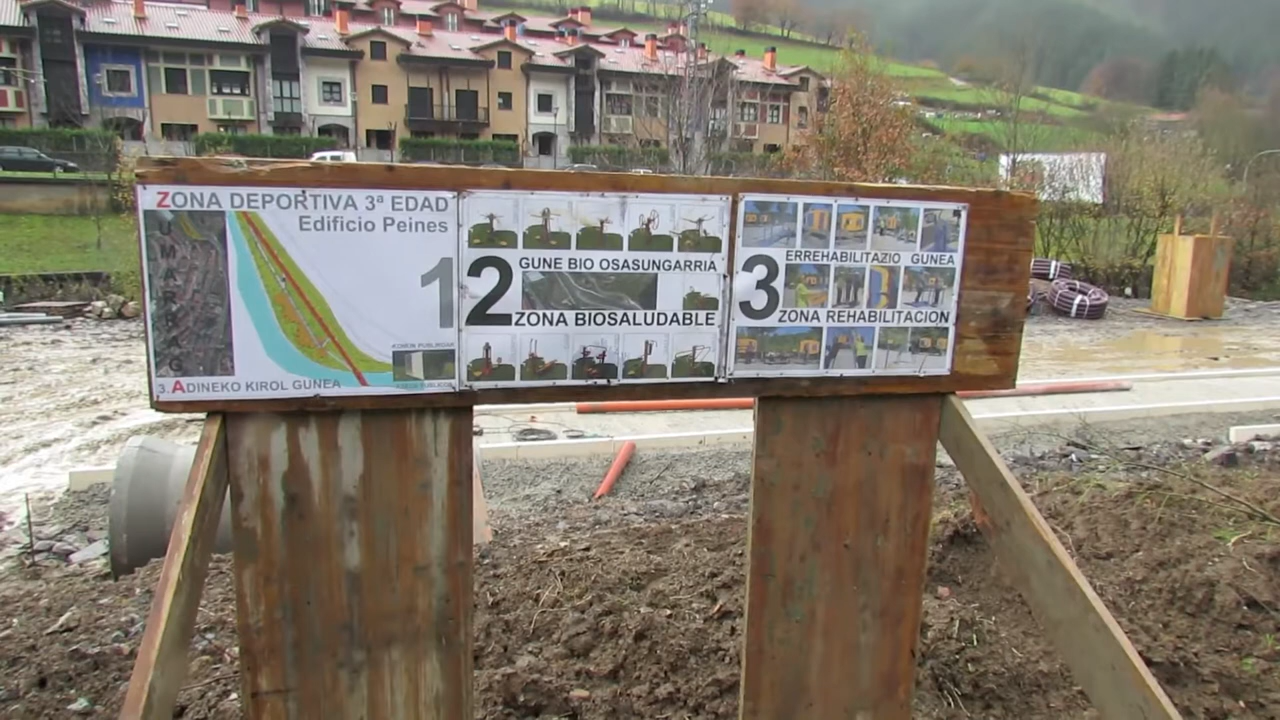 ZONA DEPORTIVA 3ª EDAD
Edificio Peines
1
3. ADINEKO KIROL GUNEA
2
GUNE BIO OSASUNGARRIA
ZONA BIOSALUDABLE
3
ERREHABILITAZIO GUNEA
ZONA REHABILITACION